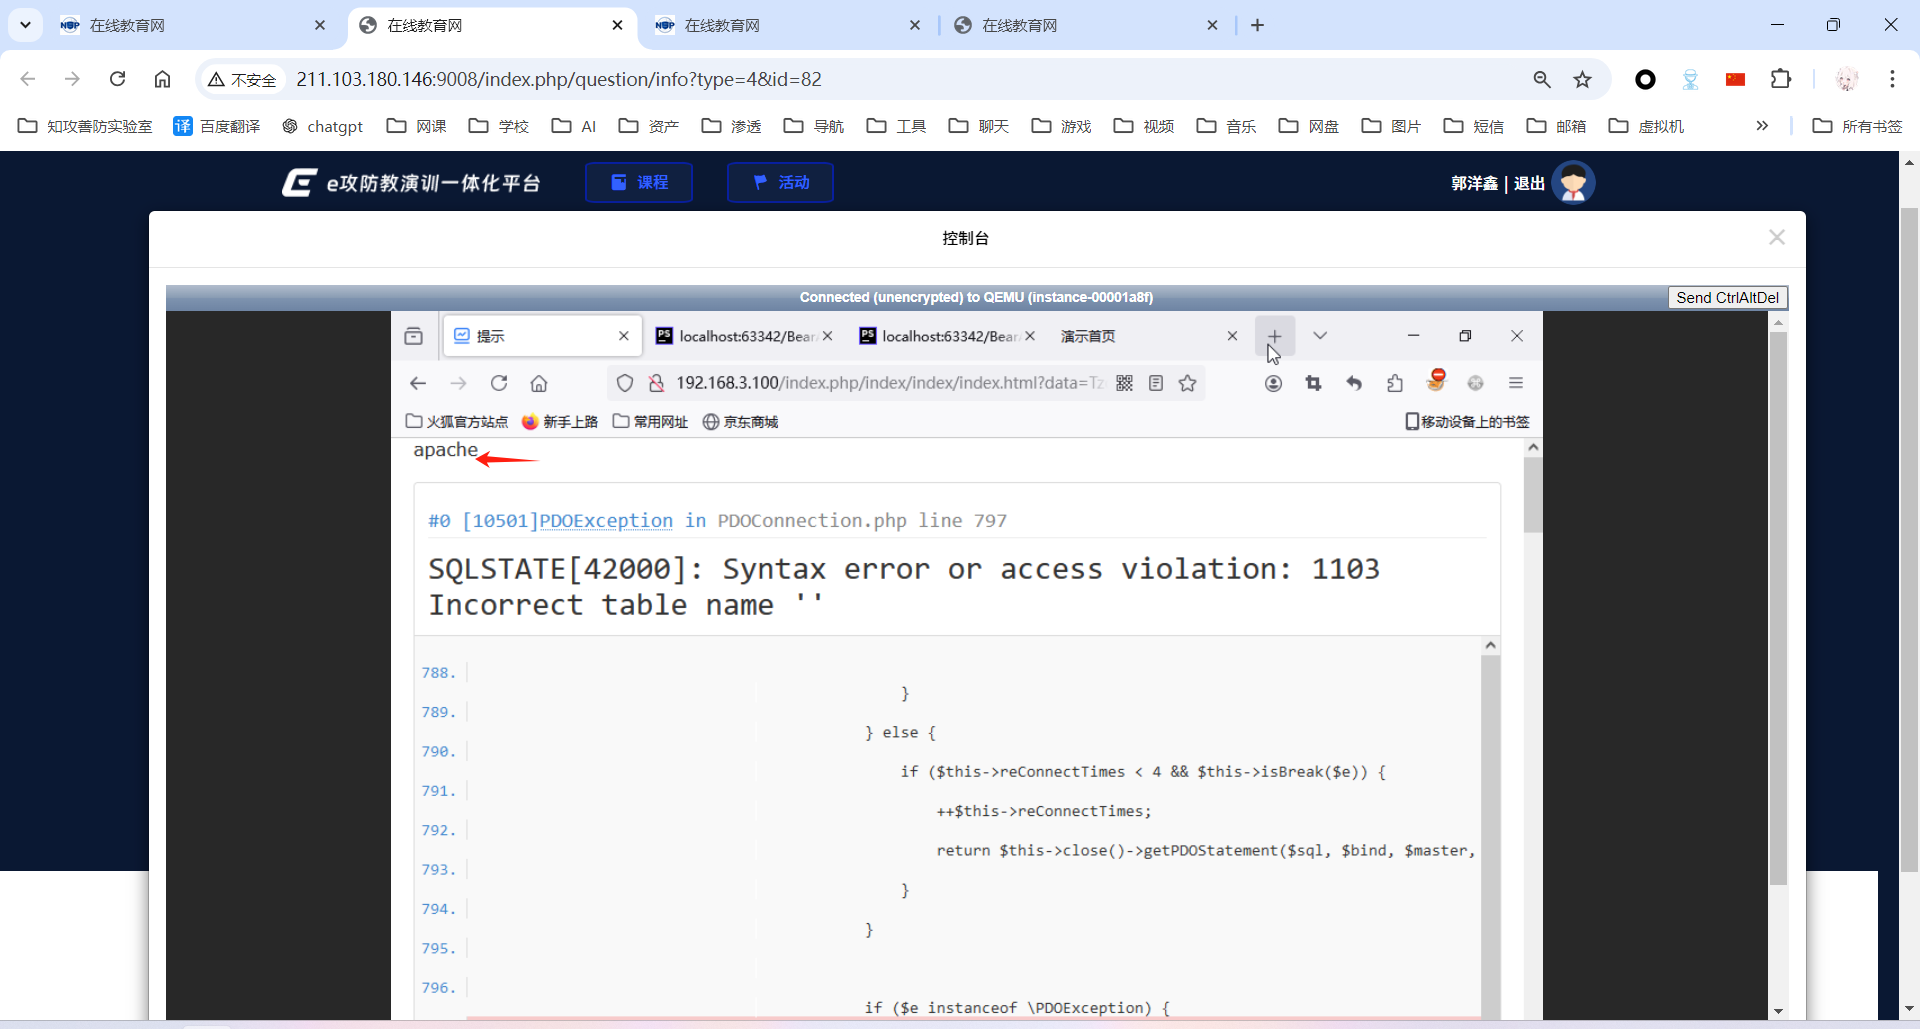 在线教育网
在线教育网
在线教育网
在线教育网
不安全
211.103.180.146:9008/index.php/question/info?type=4&id=82
知攻善防实验室
译 百度翻译
chatgpt
网课
学校
AI
资产
渗透
导航
工具
聊天
游戏
视频
音乐
网盘
图片
短信
邮箱
虚拟机
»
所有书签
e攻防教演训一体化平台
课程
活动
郭洋鑫 | 退出
控制台
Connected (unencrypted) to QEMU (instance-00001a8f)
Send CtrlAltDel
提示
PS localhost:63342/Bear
PS localhost:63342/Bear
演示首页
192.168.3.100/index.php/index/index/index.html?data=Tz
火狐官方站点
新手上路
常用网址
京东商城
移动设备上的书签
apache
#0 [10501]PDOException in PDOConnection.php line 797
SQLSTATE[42000]: Syntax error or access violation: 1103
Incorrect table name ''
788.
}
789.
} else {
790.
if ($this->reConnectTimes < 4 && $this->isBreak($e)) {
791.
++$this->reConnectTimes;
792.
return $this->close()->getPDOStatement($sql, $bind, $master,
793.
}
794.
}
795.
796.
if ($e instanceof \PDOException) {